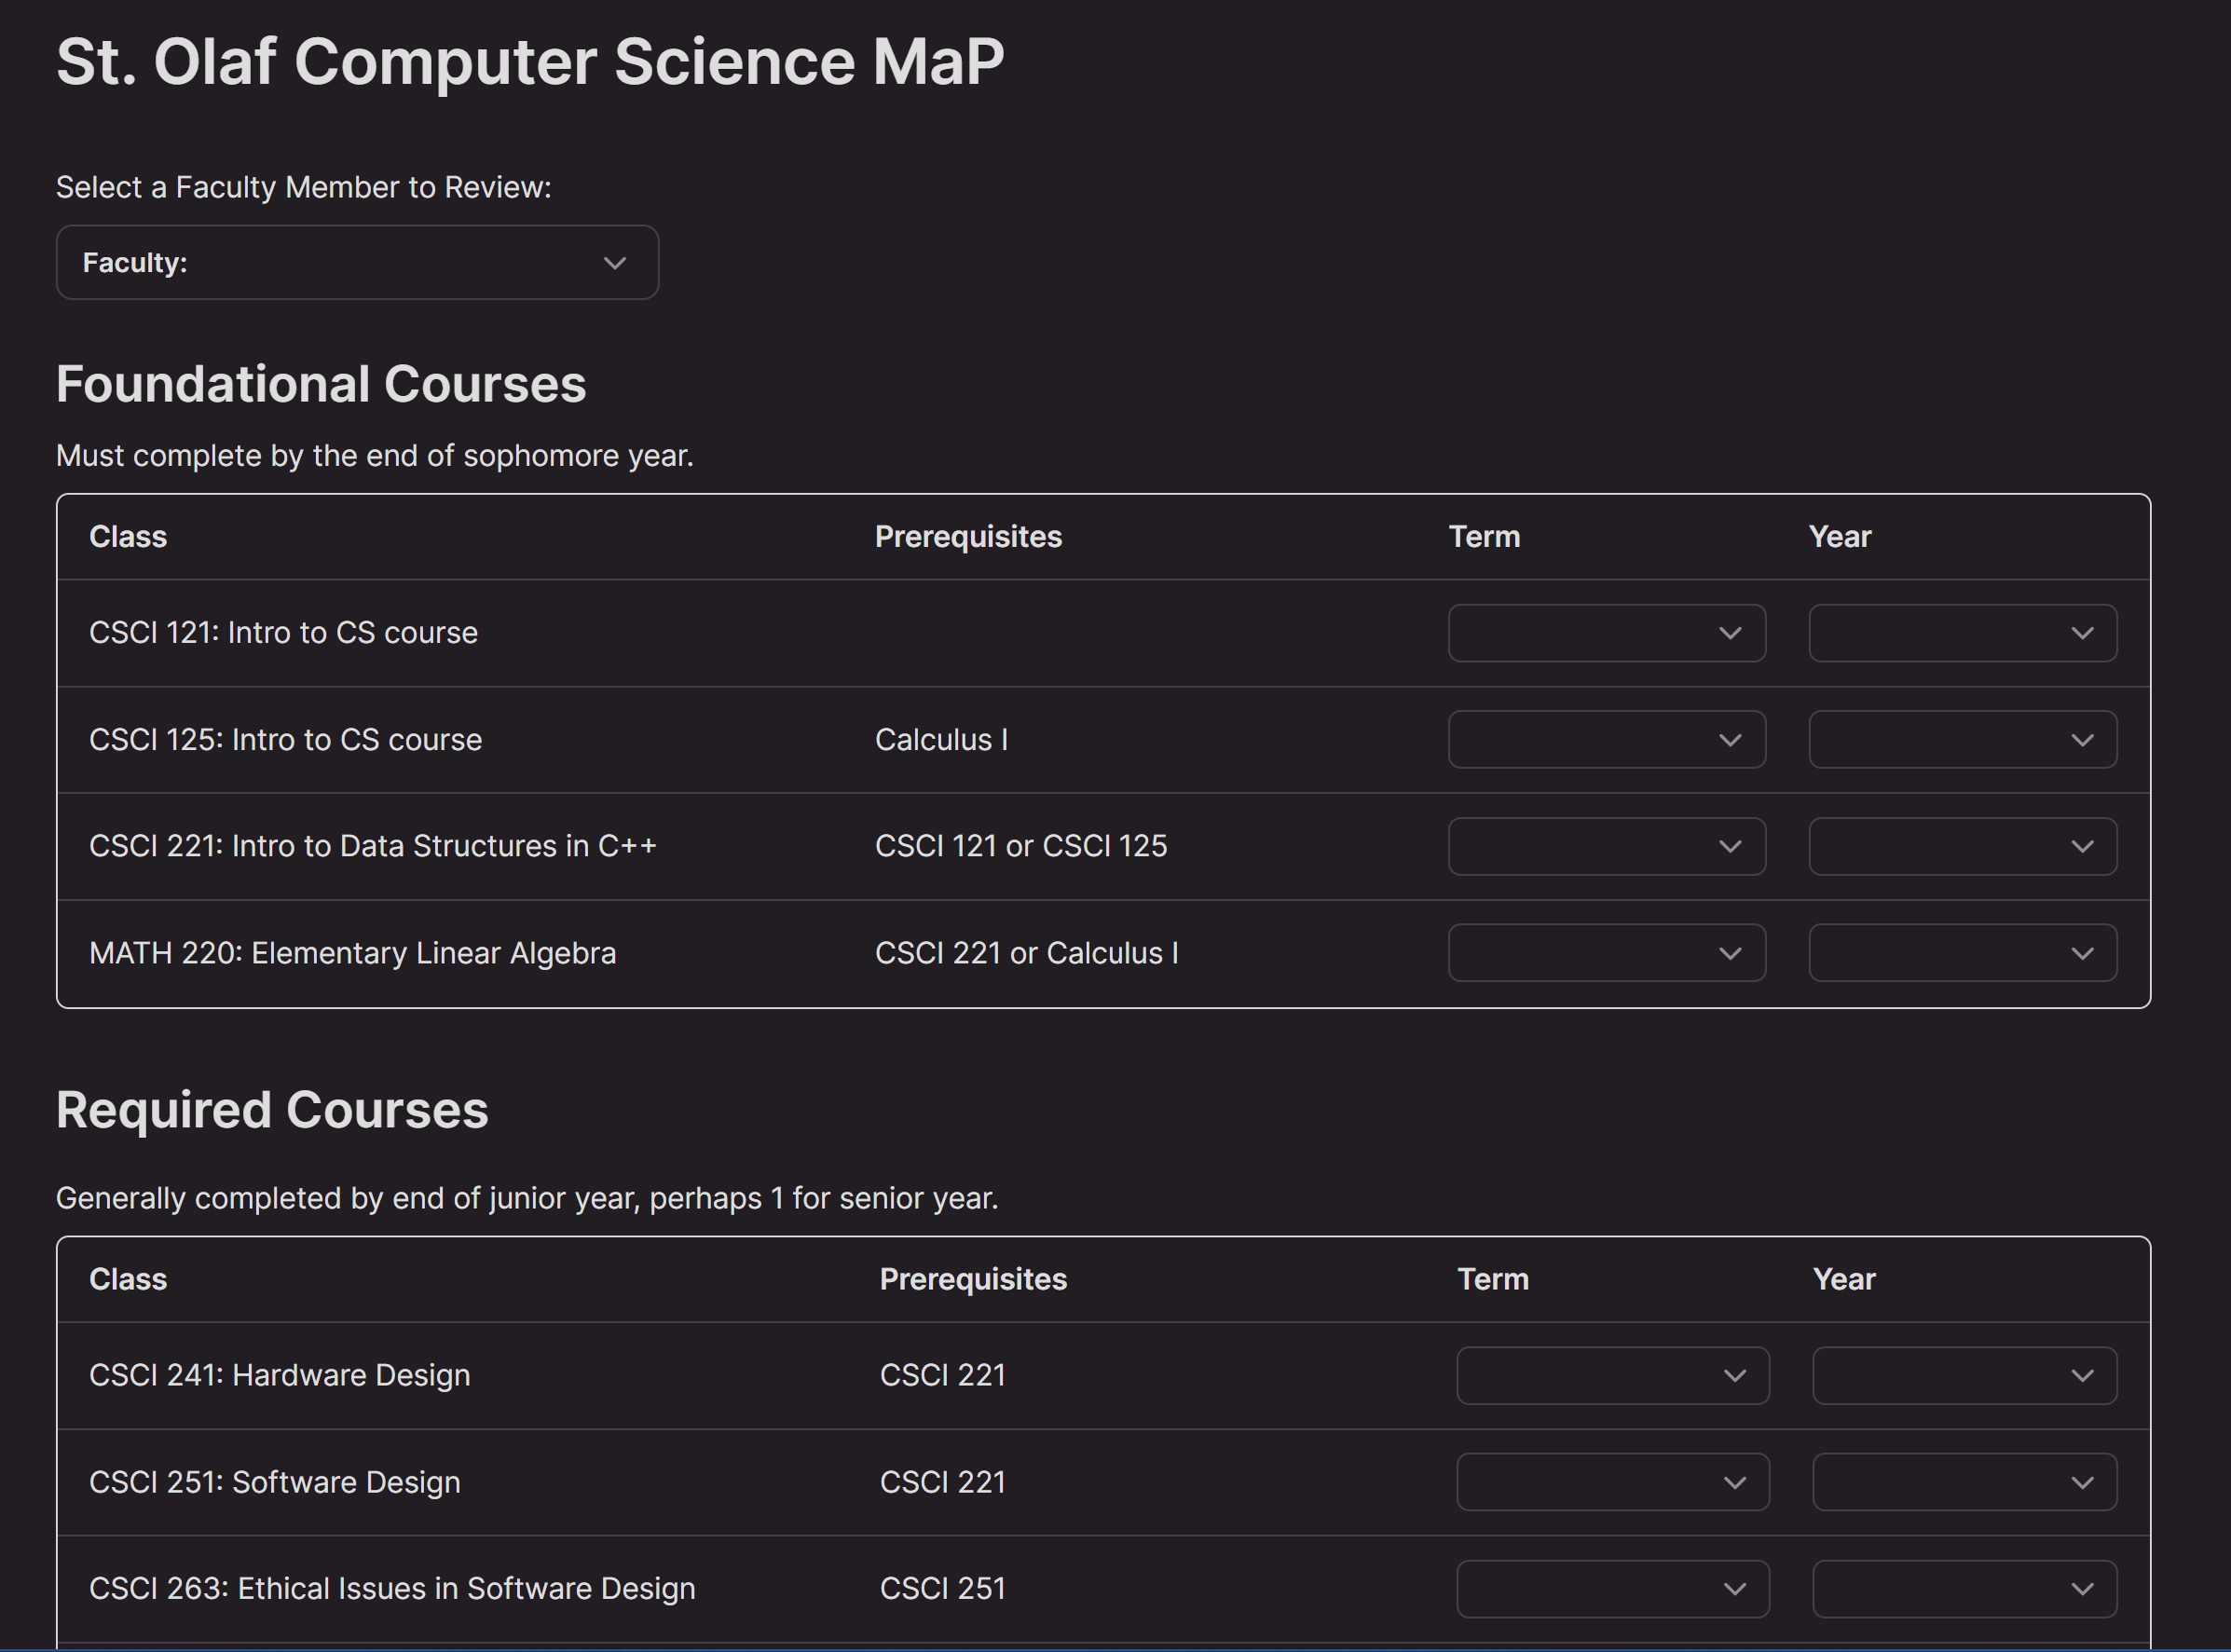 St. Olaf Computer Science MaP
Select a Faculty Member to Review:
Faculty:
Foundational Courses
Must complete by the end of sophomore year.
Class Prerequisites Term Year
CSCI 121: Intro to CS course
CSCI 125: Intro to CS course Calculus I
CSCI 221: Intro to Data Structures in C++ CSCI 121 or CSCI 125
MATH 220: Elementary Linear Algebra CSCI 221 or Calculus I
Required Courses
Generally completed by end of junior year, perhaps 1 for senior year.
Class Prerequisites Term Year
CSCI 241: Hardware Design CSCI 221
CSCI 251: Software Design CSCI 221
CSCI 263: Ethical Issues in Software Design CSCI 251